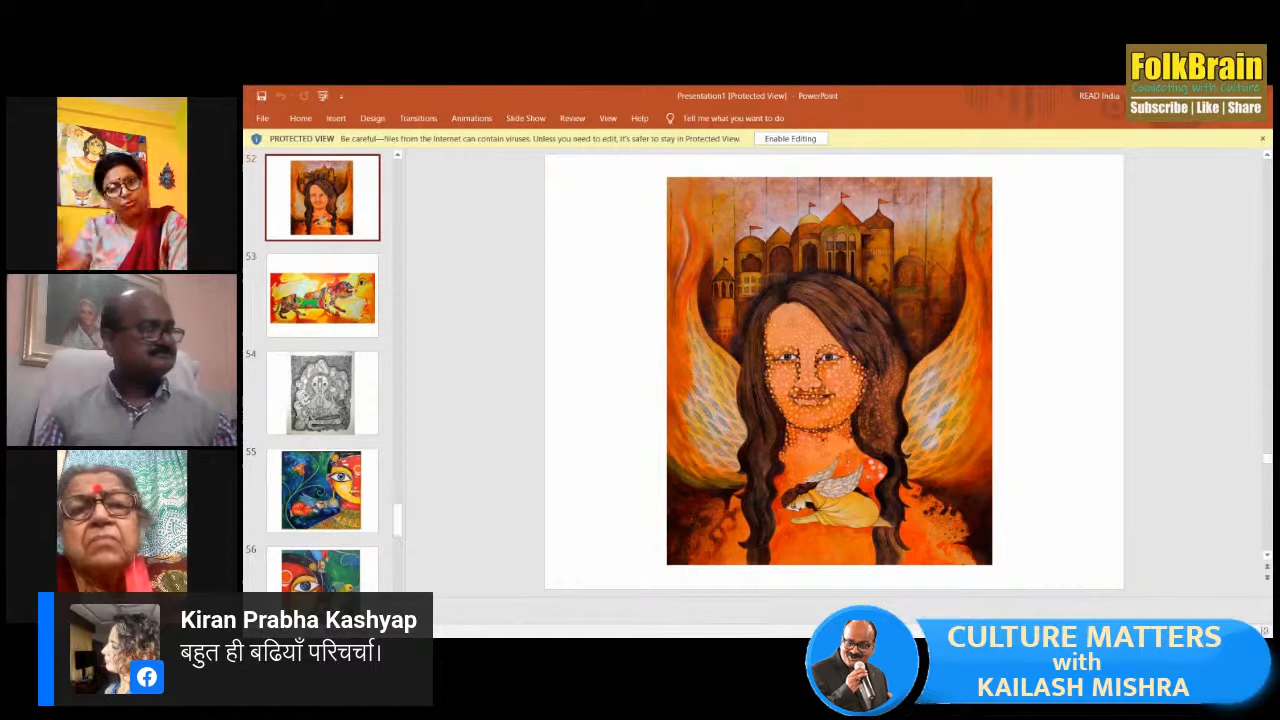 FolkBrain
Connecting with Culture
Subscribe | Like | Share
Presentation1 [Protected View] - PowerPoint
READ India
File Home Insert Design Transitions Animations Slide Show Review View Help Tell me what you want to do
PROTECTED VIEW Be careful—files from the Internet can contain viruses. Unless you need to edit, it's safer to stay in Protected View. Enable Editing
52
53
54
55
56
Kiran Prabha Kashyap
बहुत ही बढियाँ परिचर्चा।
CULTURE MATTERS
with
KAILASH MISHRA